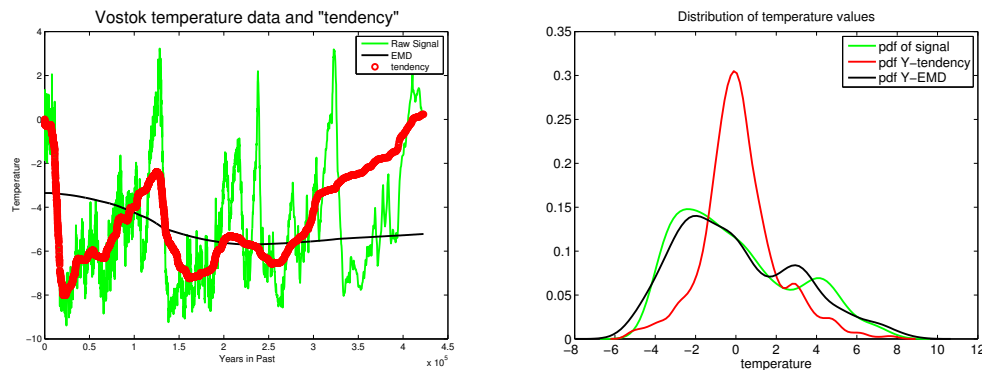 Vostok temperature data and "tendency"
4
2
0
−2
−4
−6
−8
−10
Temperature
Raw Signal
EMD
tendency
0 0.5 1 1.5 2 2.5 3 3.5 4 4.5
Years in Past
x 10^5
Distribution of temperature values
0.35
0.3
0.25
0.2
0.15
0.1
0.05
0
pdf of signal
pdf Y−tendency
pdf Y−EMD
−8 −6 −4 −2 0 2 4 6 8 10 12
temperature